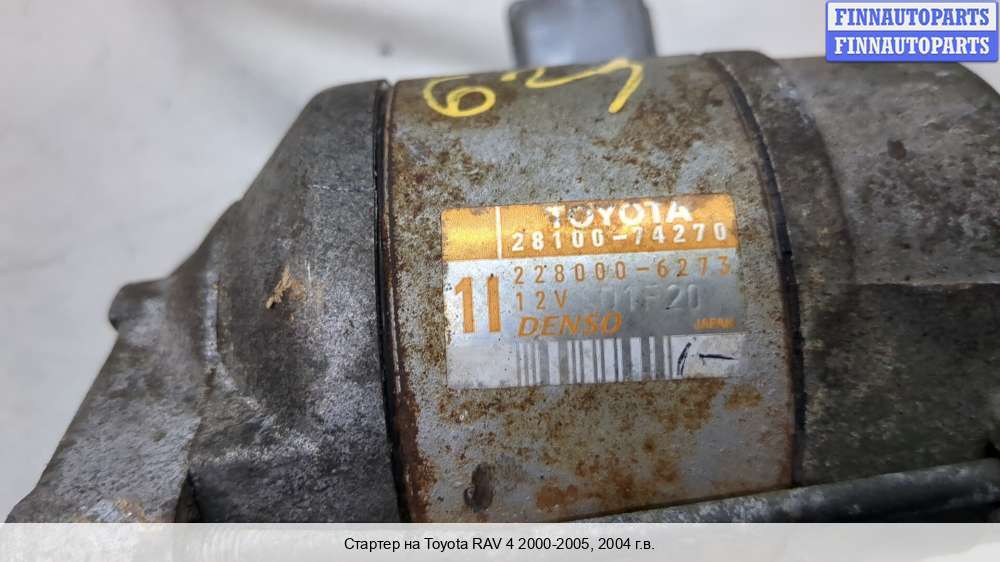 FINNAUTOPARTS
FINNAUTOPARTS
TOYOTA
28100-74270
228000-6273
11
12V
DENSO
JAPAN
Стартер на Toyota RAV 4 2000-2005, 2004 г.в.